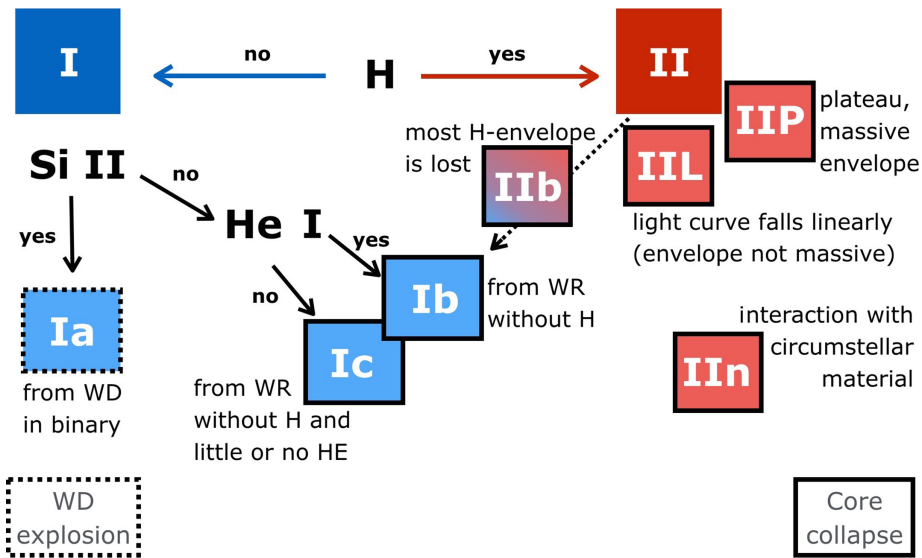 I
no
H
yes
II
IIP
plateau,
massive
envelope
most H-envelope
is lost
IIb
IIL
light curve falls linearly
(envelope not massive)
Si II
no
yes
He I
yes
no
Ia
from WD
in binary
Ib
from WR
without H
Ic
from WR
without H and
little or no HE
interaction with
circumstellar
material
IIn
WD
explosion
Core
collapse